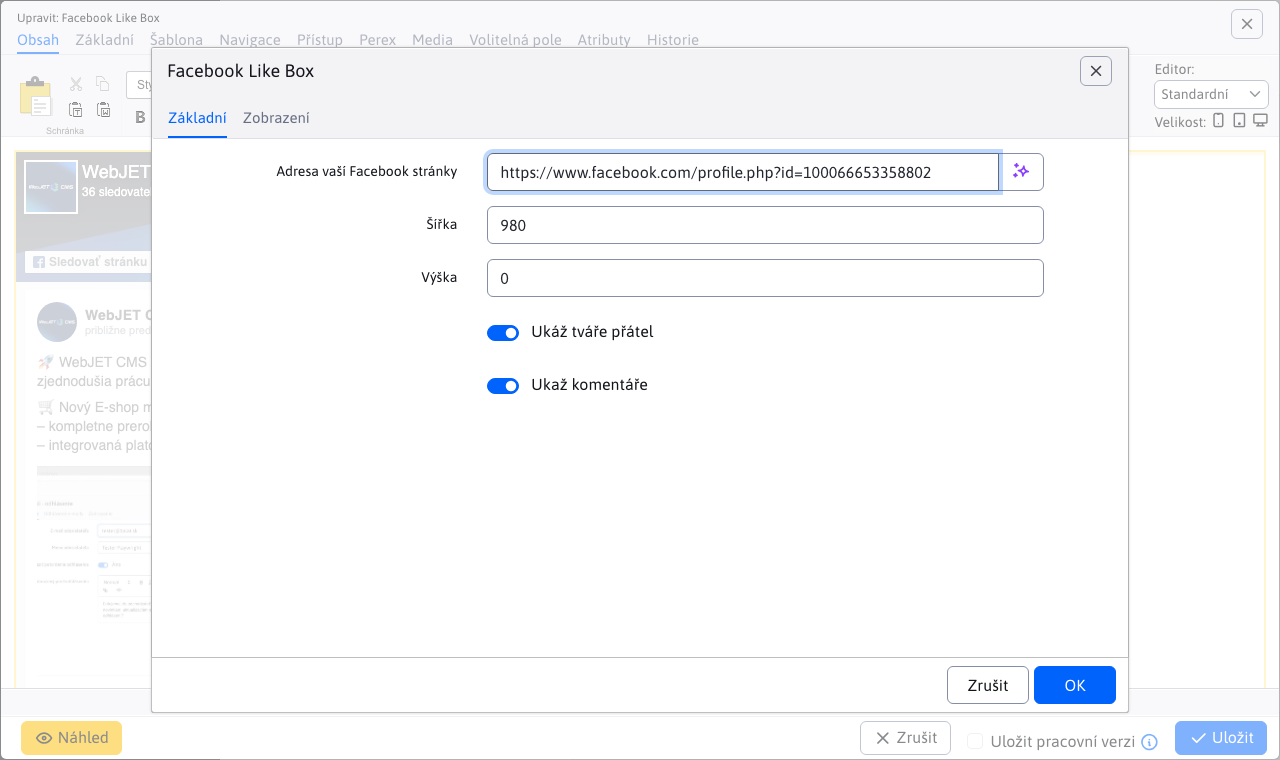 Upravit: Facebook Like Box
Obsah Základní Šablona Navigace Přístup Perex Media Volitelná pole Atributy Historie
Facebook Like Box
Základní Zobrazení
Adresa vaší Facebook stránky https://www.facebook.com/profile.php?id=100066653358802
Šířka 980
Výška 0
Ukáž tváře přátel
Ukaž komentáře
Zrušit OK
Schránka
B
Editor:
Standardní
Velikost:
WebJET
36 sledovate
Sledovať stránku
WebJET C
približne pred
🚀 WebJET CMS
zjednodušia prácu
🛒 Nový E-shop m
– kompletne prero
– integrovaná plat
Náhled Zrušit Uložit pracovní verzi Uložit